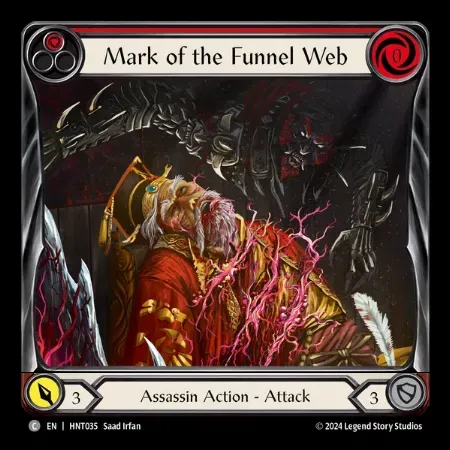 Mark of the Funnel Web
0
3
Assassin Action - Attack
3
C EN | HNT035 Saad Irfan
© 2024 Legend Story Studios